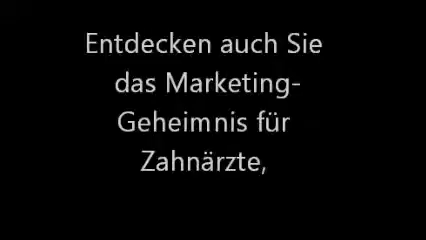 Entdecken auch Sie
das Marketing-
Geheimnis für
Zahnärzte,